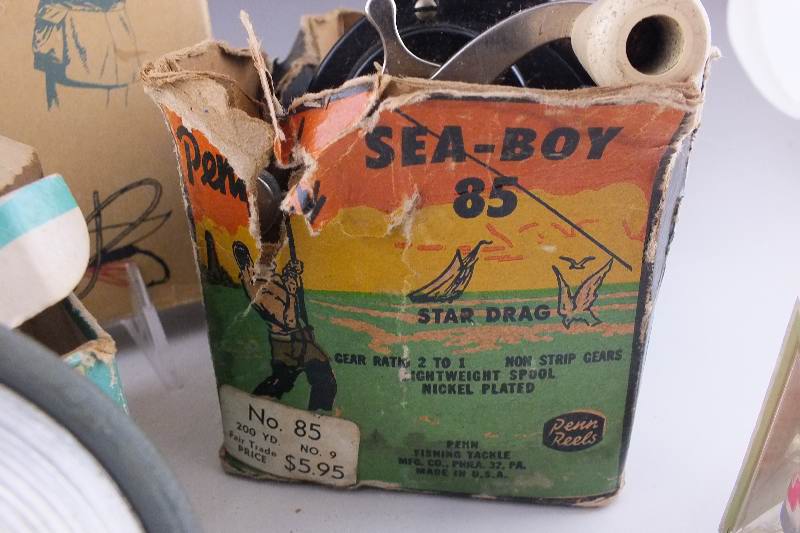 Penn
SEA-BOY
85
STAR DRAG
GEAR RATIO 2 TO 1 NON STRIP GEARS
LIGHTWEIGHT SPOOL
NICKEL PLATED
No. 85
200 YD. NO. 9
Fair Trade
PRICE $5.95
Penn
Reels
PENN
FISHING TACKLE
MFG. CO., PHILA. 32, PA.
MADE IN U.S.A.